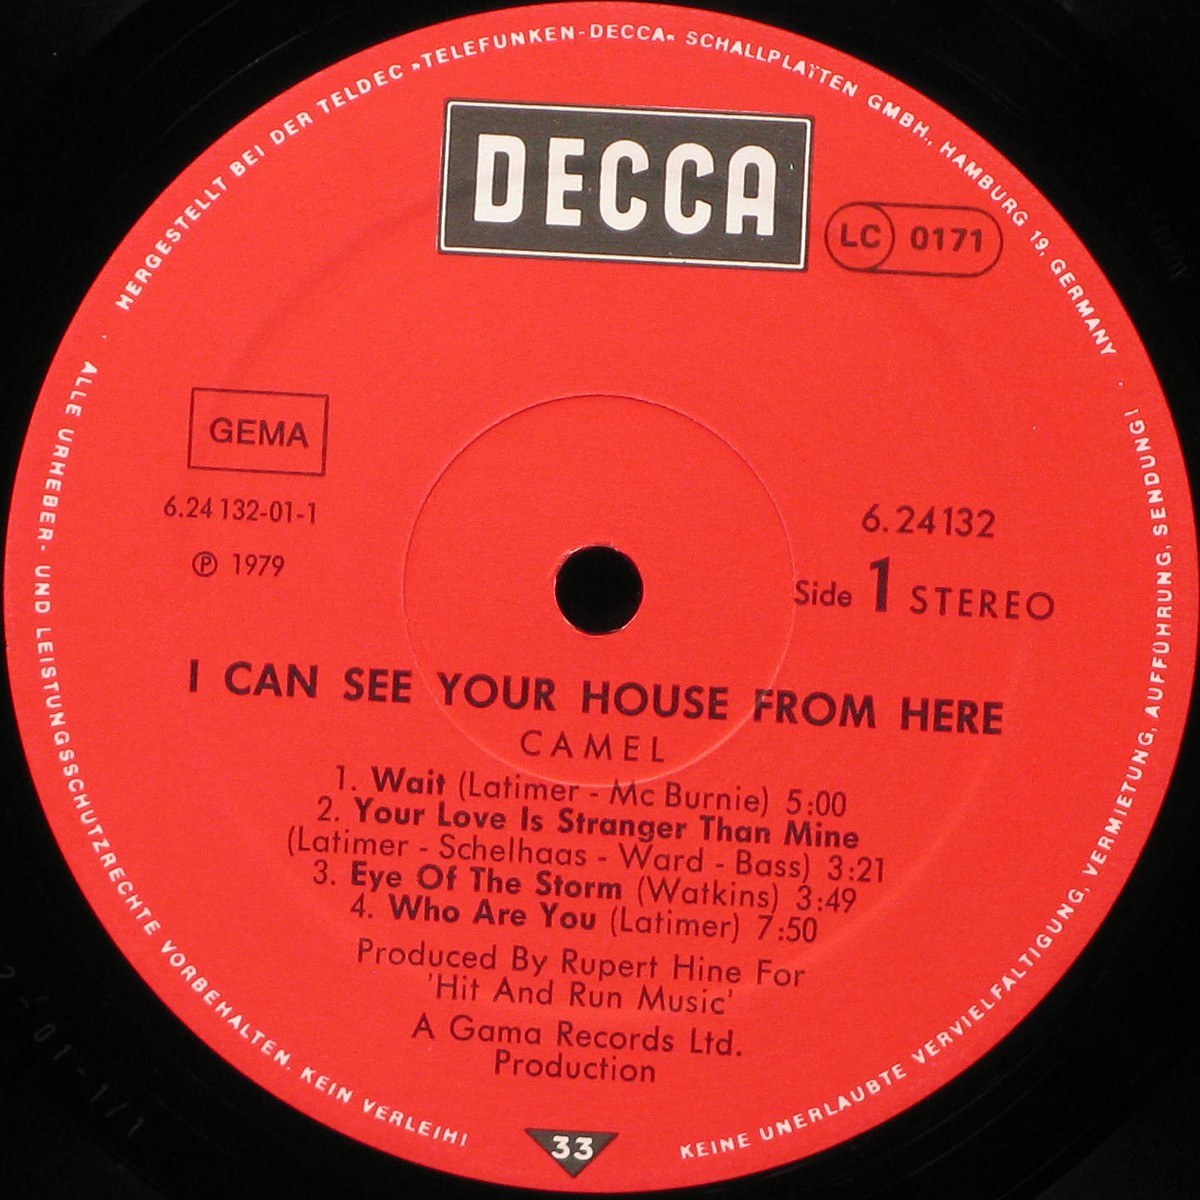 HERGESTELLT BEI DER TELDEC »TELEFUNKEN-DECCA« SCHALLPLATTEN GMBH., HAMBURG 19, GERMANY
DECCA
LC 0171
GEMA
6.24132-01-1
℗ 1979
6.24132
Side 1 STEREO
I CAN SEE YOUR HOUSE FROM HERE
CAMEL
1. Wait (Latimer - Mc Burnie) 5:00
2. Your Love Is Stranger Than Mine
(Latimer - Schelhaas - Ward - Bass) 3:21
3. Eye Of The Storm (Watkins) 3:49
4. Who Are You (Latimer) 7:50
Produced By Rupert Hine For
'Hit And Run Music'
A Gama Records Ltd.
Production
ALLE URHEBER- UND LEISTUNGSSCHUTZRECHTE VORBEHALTEN. KEIN VERLEIH!
33
KEINE UNERLAUBTE VERVIELFÄLTIGUNG, VERMIETUNG, AUFFÜHRUNG, SENDUNG!